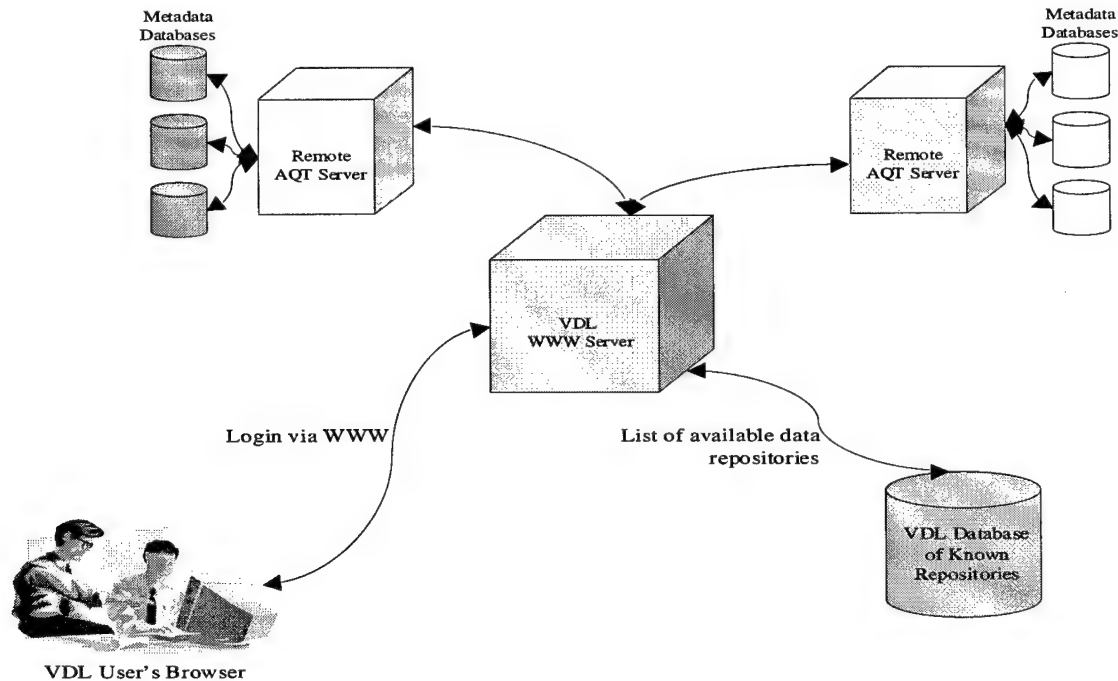 Metadata
Databases
Metadata
Databases
Remote
AQT Server
Remote
AQT Server
VDL
WWW Server
Login via WWW
List of available data
repositories
VDL Database
of Known
Repositories
VDL User's Browser